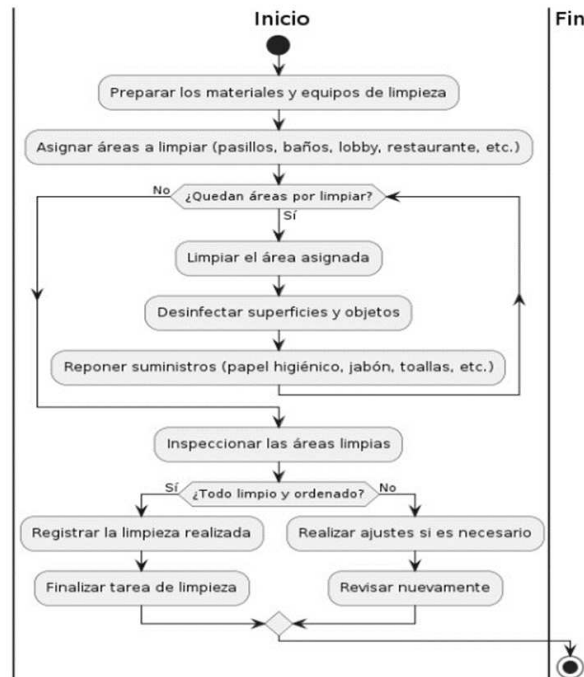 Inicio
Fin
Preparar los materiales y equipos de limpieza
Asignar áreas a limpiar (pasillos, baños, lobby, restaurante, etc.)
No
¿Quedan áreas por limpiar?
Sí
Limpiar el área asignada
Desinfectar superficies y objetos
Reponer suministros (papel higiénico, jabón, toallas, etc.)
Inspeccionar las áreas limpias
Sí
¿Todo limpio y ordenado?
No
Registrar la limpieza realizada
Realizar ajustes si es necesario
Finalizar tarea de limpieza
Revisar nuevamente